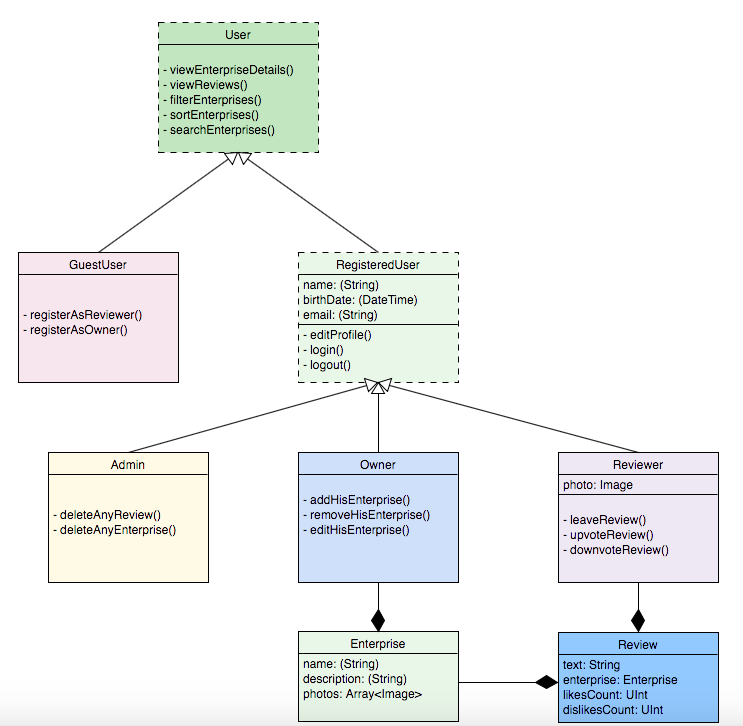 User
- viewEnterpriseDetails()
- viewReviews()
- filterEnterprises()
- sortEnterprises()
- searchEnterprises()
GuestUser
- registerAsReviewer()
- registerAsOwner()
RegisteredUser
name: (String)
birthDate: (DateTime)
email: (String)
- editProfile()
- login()
- logout()
Admin
- deleteAnyReview()
- deleteAnyEnterprise()
Owner
- addHisEnterprise()
- removeHisEnterprise()
- editHisEnterprise()
Reviewer
photo: Image
- leaveReview()
- upvoteReview()
- downvoteReview()
Enterprise
name: (String)
description: (String)
photos: Array<Image>
Review
text: String
enterprise: Enterprise
likesCount: UInt
dislikesCount: UInt